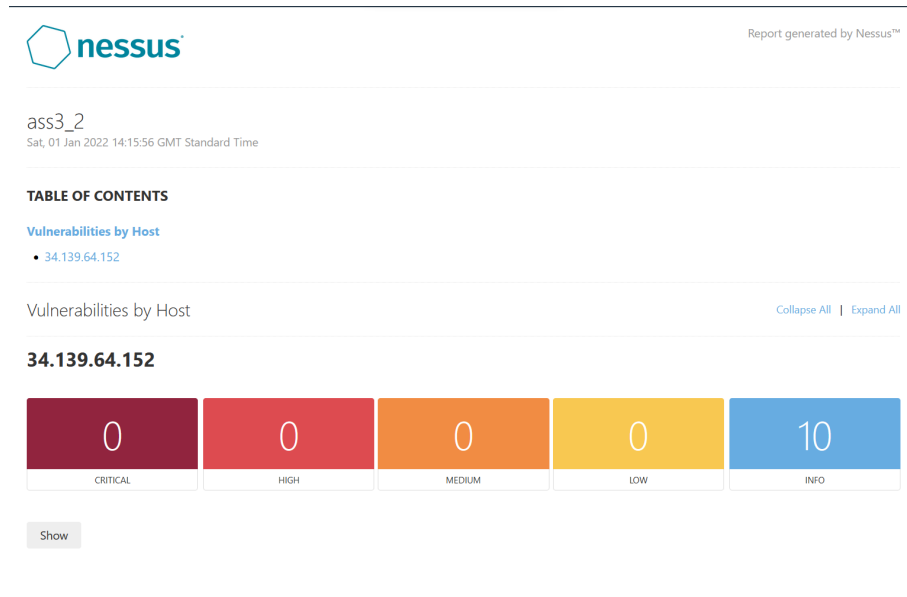 nessus
Report generated by Nessus™
ass3_2
Sat, 01 Jan 2022 14:15:56 GMT Standard Time
TABLE OF CONTENTS
Vulnerabilities by Host
• 34.139.64.152
Vulnerabilities by Host
Collapse All | Expand All
34.139.64.152
0 0 0 0 10
CRITICAL HIGH MEDIUM LOW INFO
Show